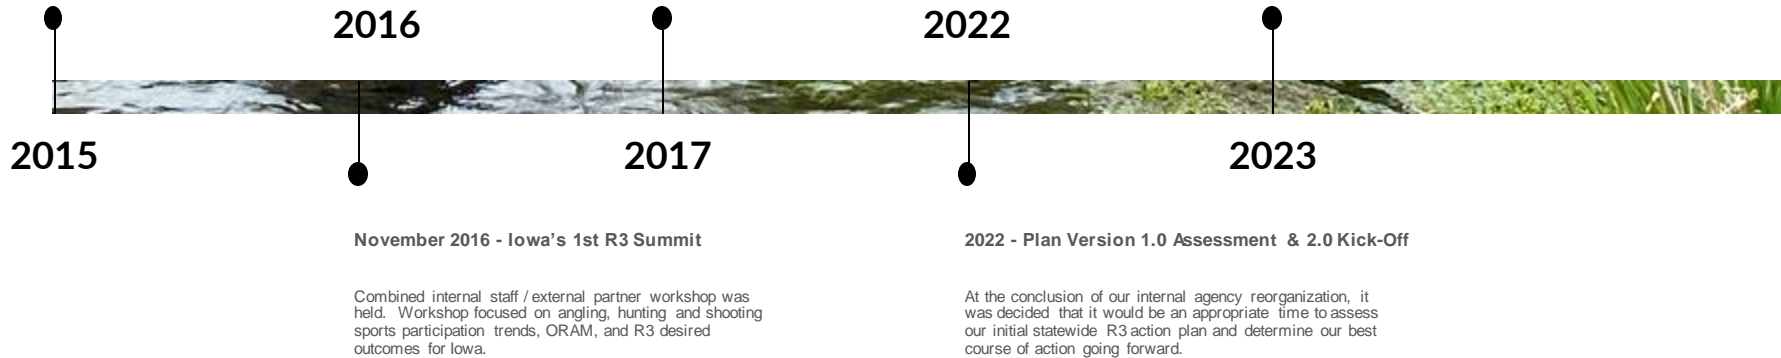 2016
2022
2015
2017
2023
November 2016 - Iowa’s 1st R3 Summit
Combined internal staff / external partner workshop was
held. Workshop focused on angling, hunting and shooting
sports participation trends, ORAM, and R3 desired
outcomes for Iowa.
2022 - Plan Version 1.0 Assessment & 2.0 Kick-Off
At the conclusion of our internal agency reorganization, it
was decided that it would be an appropriate time to assess
our initial statewide R3 action plan and determine our best
course of action going forward.